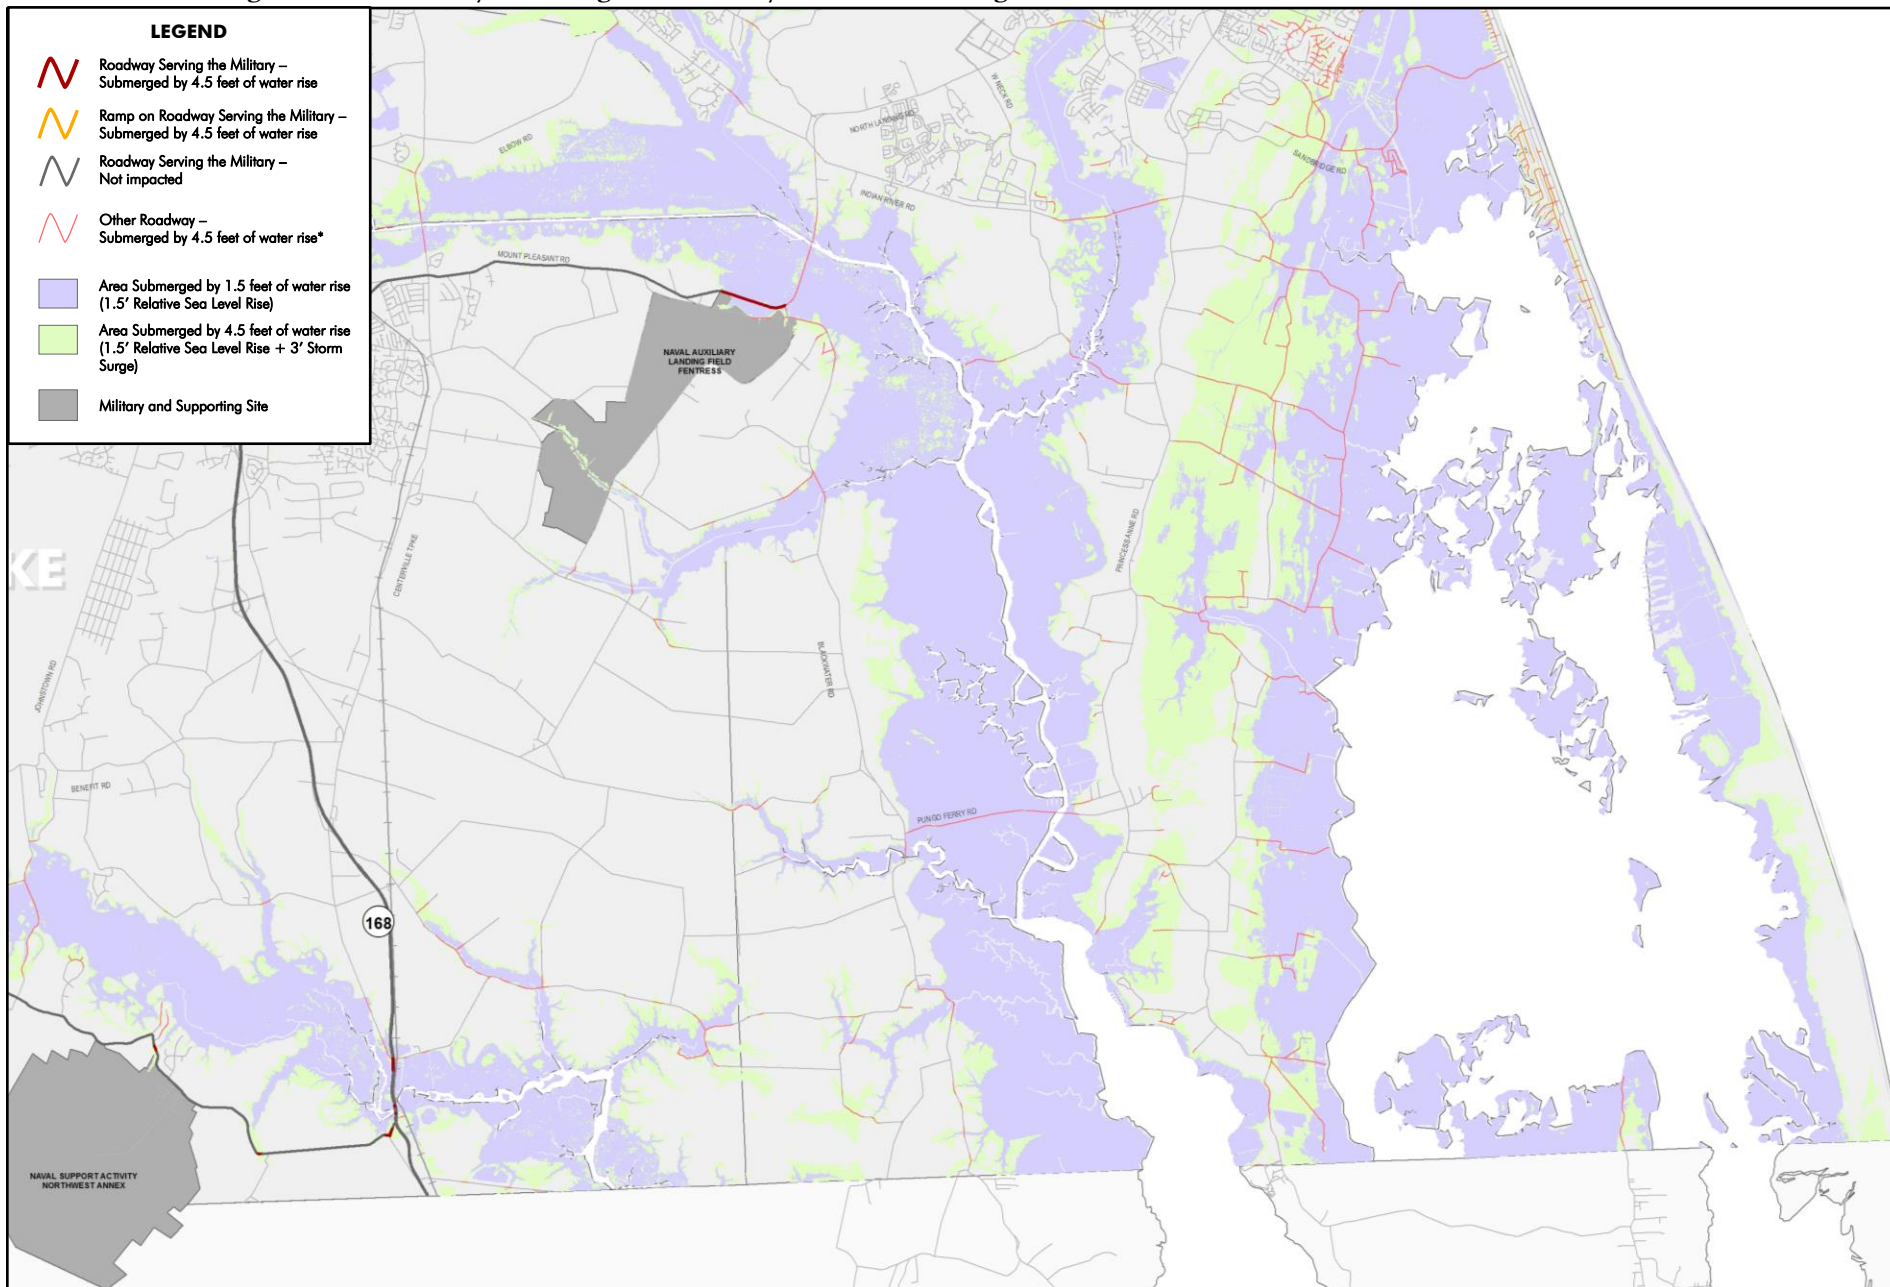 LEGEND
Roadway Serving the Military –
Submerged by 4.5 feet of water rise
Ramp on Roadway Serving the Military –
Submerged by 4.5 feet of water rise
Roadway Serving the Military –
Not impacted
Other Roadway –
Submerged by 4.5 feet of water rise*
Area Submerged by 1.5 feet of water rise
(1.5' Relative Sea Level Rise)
Area Submerged by 4.5 feet of water rise
(1.5' Relative Sea Level Rise + 3' Storm
Surge)
Military and Supporting Site
ELBOW RD
NORTH LANDING RD
W NECK RD
INDIAN RIVER RD
SANDBRIDGE RD
MOUNT PLEASANT RD
NAVAL AUXILIARY
LANDING FIELD
FENTRESS
CENTERVILLE TPKE
PRINCESS ANNE RD
KE
JOHNSTOWN RD
BLACKWATER RD
BENEFIT RD
PUNGO FERRY RD
168
NAVAL SUPPORT ACTIVITY
NORTHWEST ANNEX